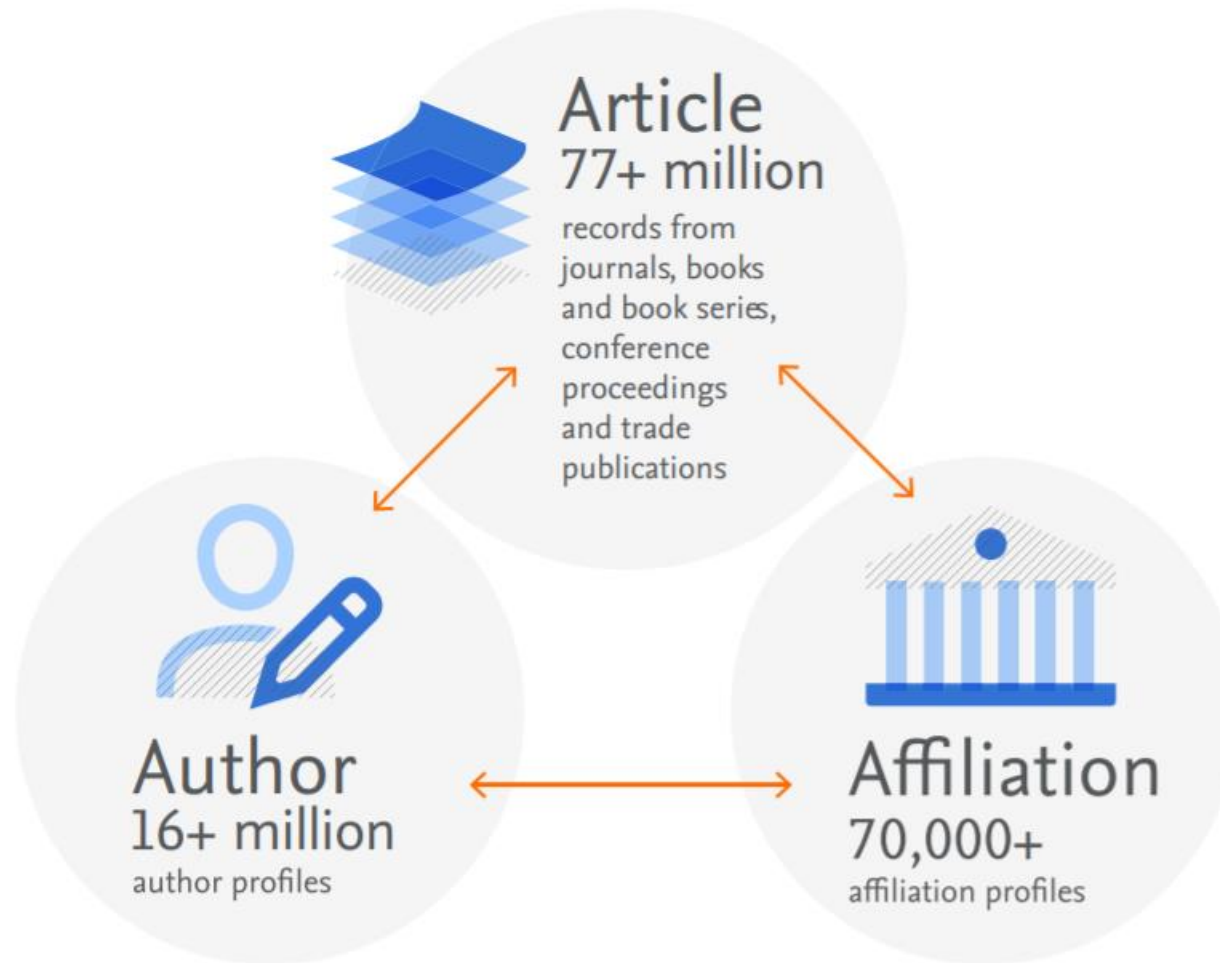 Article
77+ million
records from
journals, books
and book series,
conference
proceedings
and trade
publications
Author
16+ million
author profiles
Affiliation
70,000+
affiliation profiles